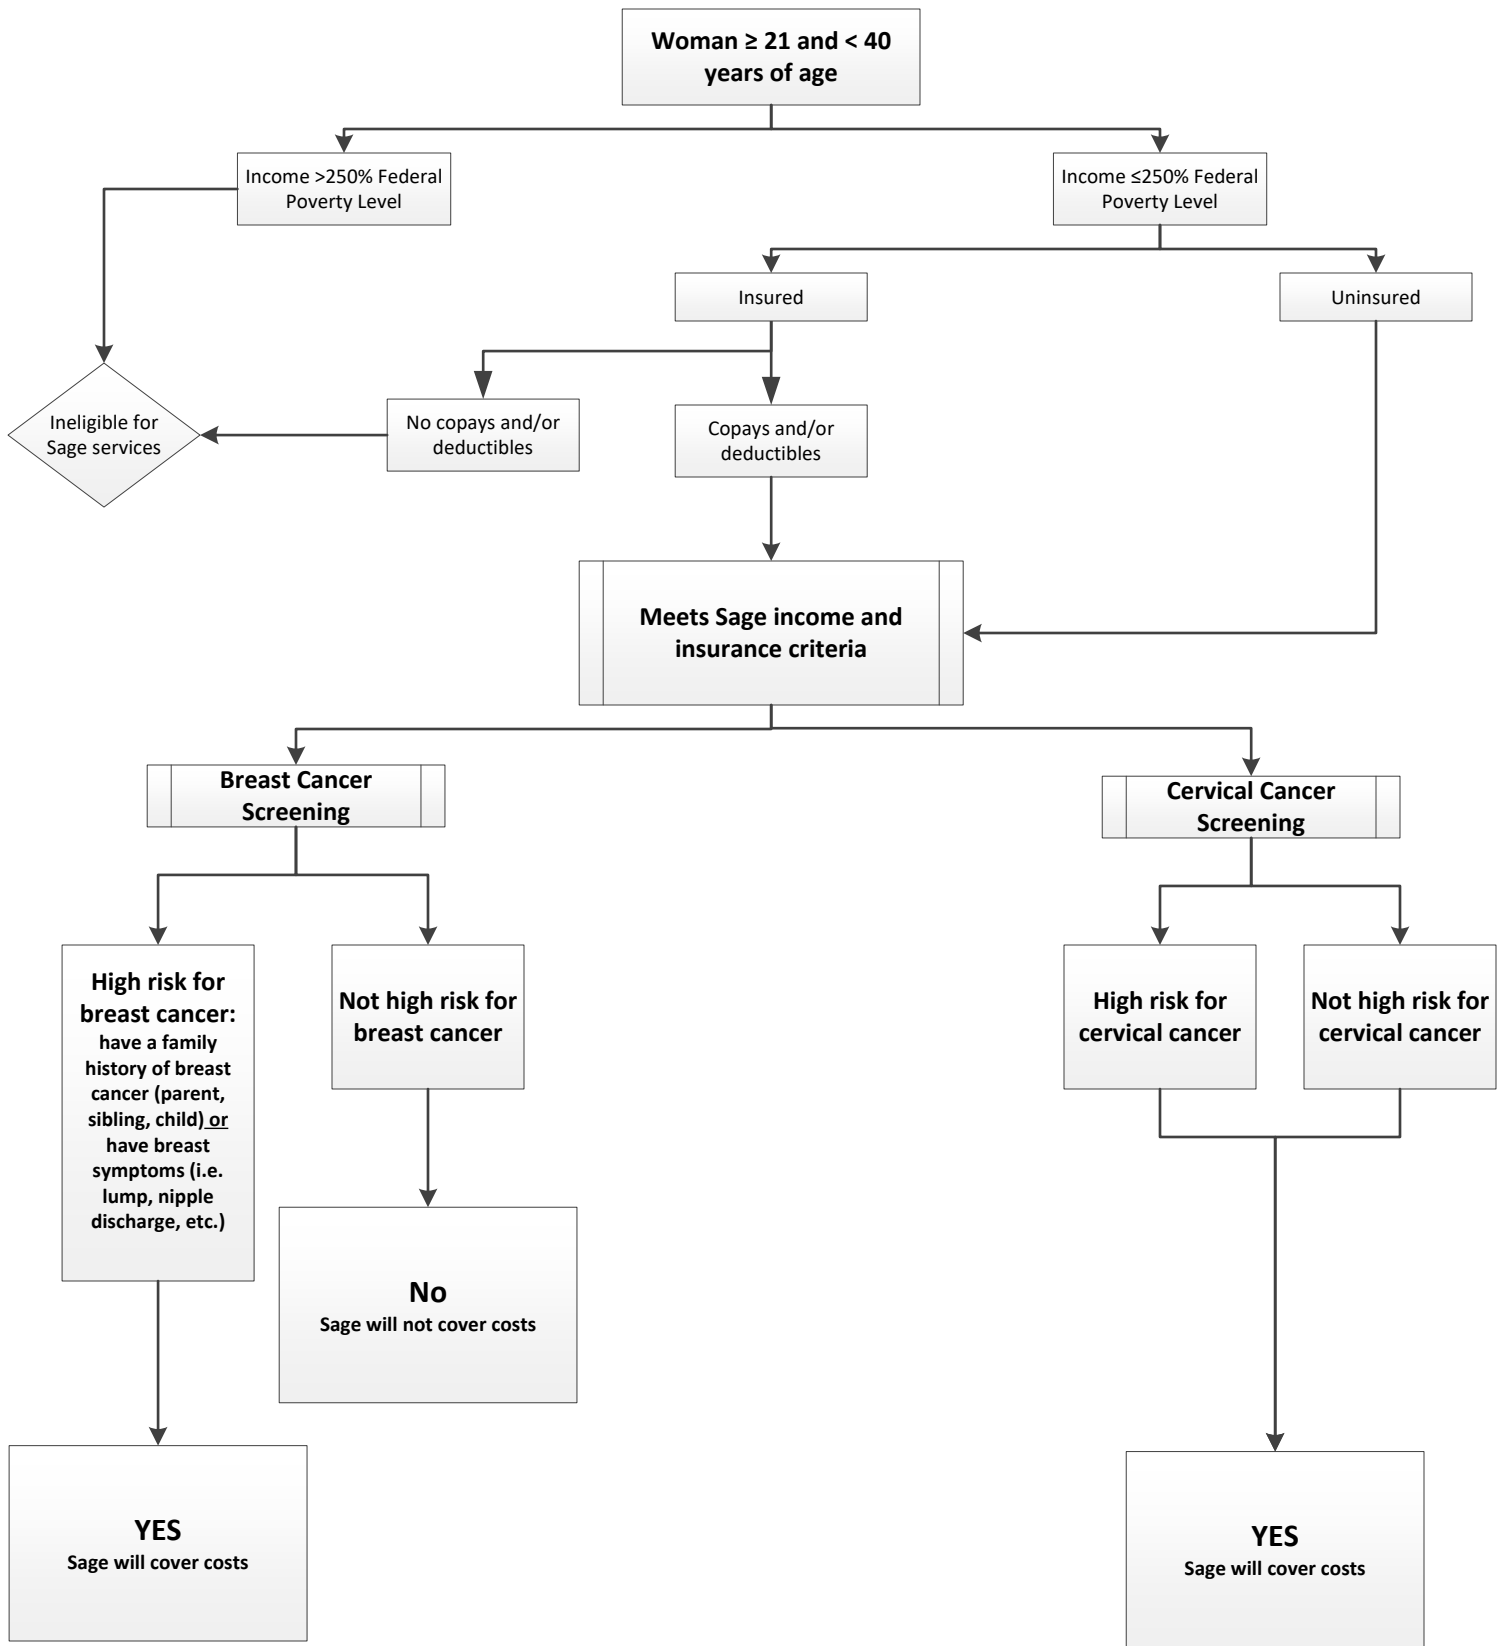 Woman ≥ 21 and < 40
years of age
Income >250% Federal
Poverty Level
Income ≤250% Federal
Poverty Level
Insured
Uninsured
Ineligible for
Sage services
No copays and/or
deductibles
Copays and/or
deductibles
Meets Sage income and
insurance criteria
Breast Cancer
Screening
Cervical Cancer
Screening
High risk for
breast cancer:
have a family
history of breast
cancer (parent,
sibling, child) or
have breast
symptoms (i.e.
lump, nipple
discharge, etc.)
Not high risk for
breast cancer
High risk for
cervical cancer
Not high risk for
cervical cancer
No
Sage will not cover costs
YES
Sage will cover costs
YES
Sage will cover costs